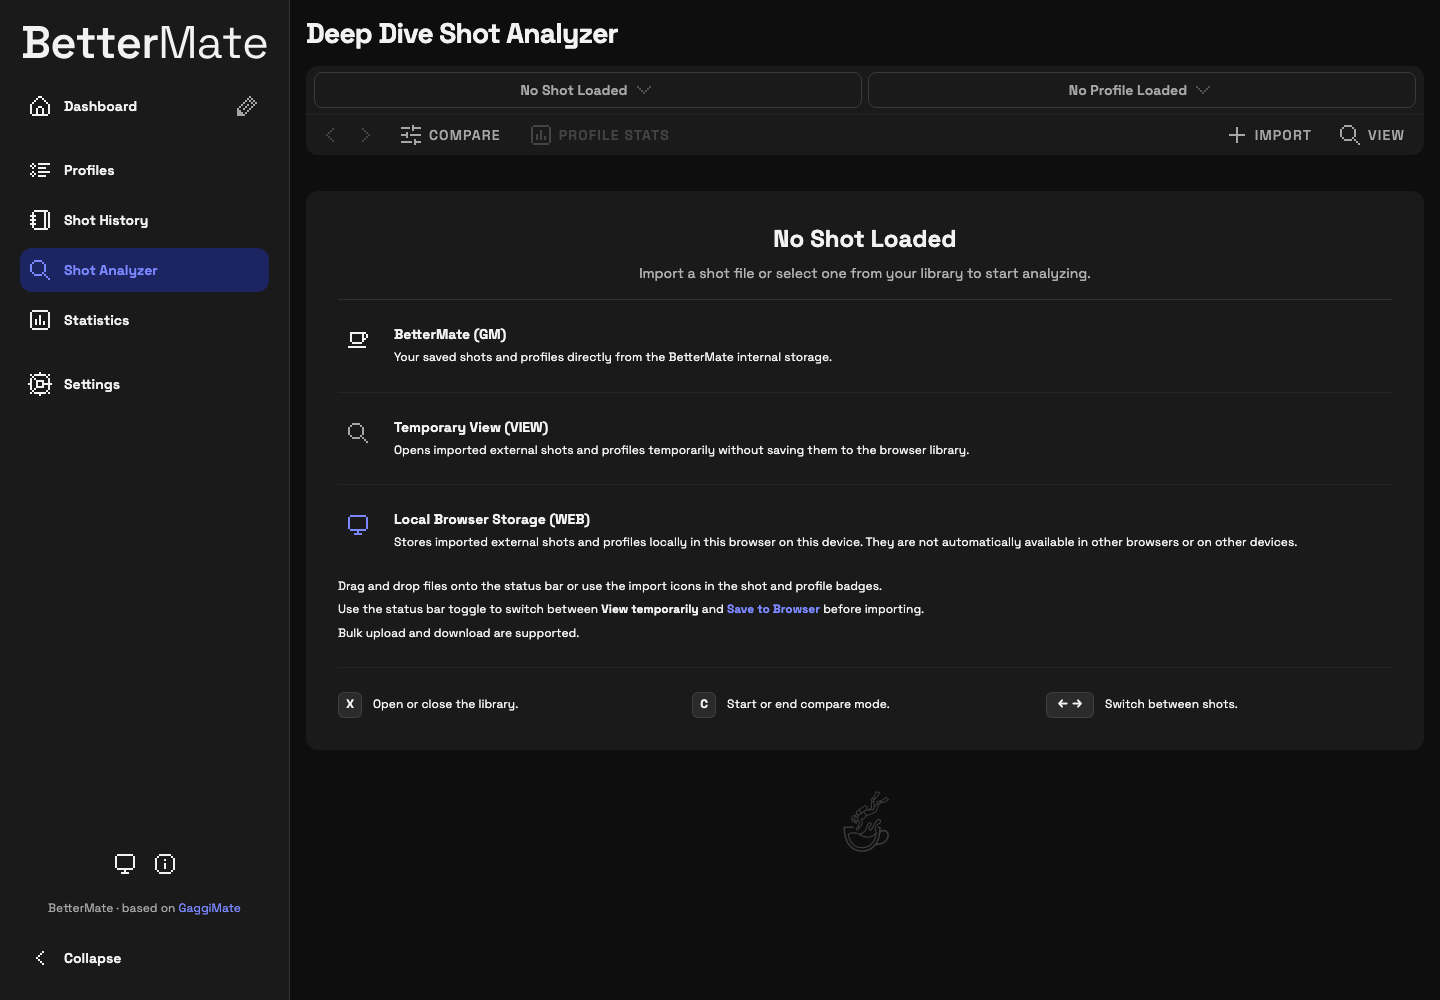 BetterMate
Dashboard
Profiles
Shot History
Shot Analyzer
Statistics
Settings
BetterMate · based on GaggiMate
Collapse
Deep Dive Shot Analyzer
No Shot Loaded
No Profile Loaded
COMPARE
PROFILE STATS
IMPORT
VIEW
No Shot Loaded
Import a shot file or select one from your library to start analyzing.
BetterMate (GM)
Your saved shots and profiles directly from the BetterMate internal storage.
Temporary View (VIEW)
Opens imported external shots and profiles temporarily without saving them to the browser library.
Local Browser Storage (WEB)
Stores imported external shots and profiles locally in this browser on this device. They are not automatically available in other browsers or on other devices.
Drag and drop files onto the status bar or use the import icons in the shot and profile badges.
Use the status bar toggle to switch between View temporarily and Save to Browser before importing.
Bulk upload and download are supported.
X Open or close the library.
C Start or end compare mode.
← → Switch between shots.